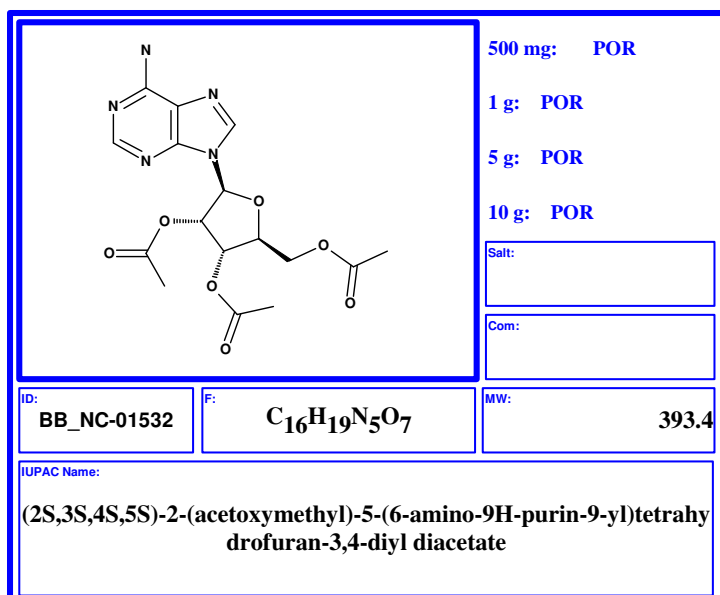 N
N
N
N
N
N
O
O
O
O
O
O
O
500 mg: POR
1 g: POR
5 g: POR
10 g: POR
Salt:
Com:
ID:
BB_NC-01532
F:
C16H19N5O7
MW:
393.4
IUPAC Name:
(2S,3S,4S,5S)-2-(acetoxymethyl)-5-(6-amino-9H-purin-9-yl)tetrahy
drofuran-3,4-diyl diacetate